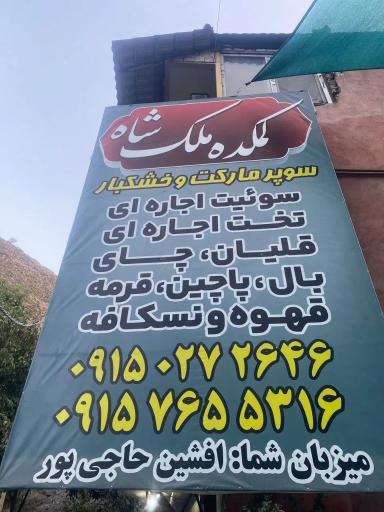 کلکده ملک شاه
سوپر مارکت و خشکبار
سوئیت اجاره ای
تخت اجاره ای
قلیان، چای
بال، پاچین، قرمه
قهوه و نسکافه
۰۹۱۵ ۰۲۷ ۲۶۴۶
۰۹۱۵ ۷۶۵ ۵۳۱۶
میزبان شما: افشین حاجی پور